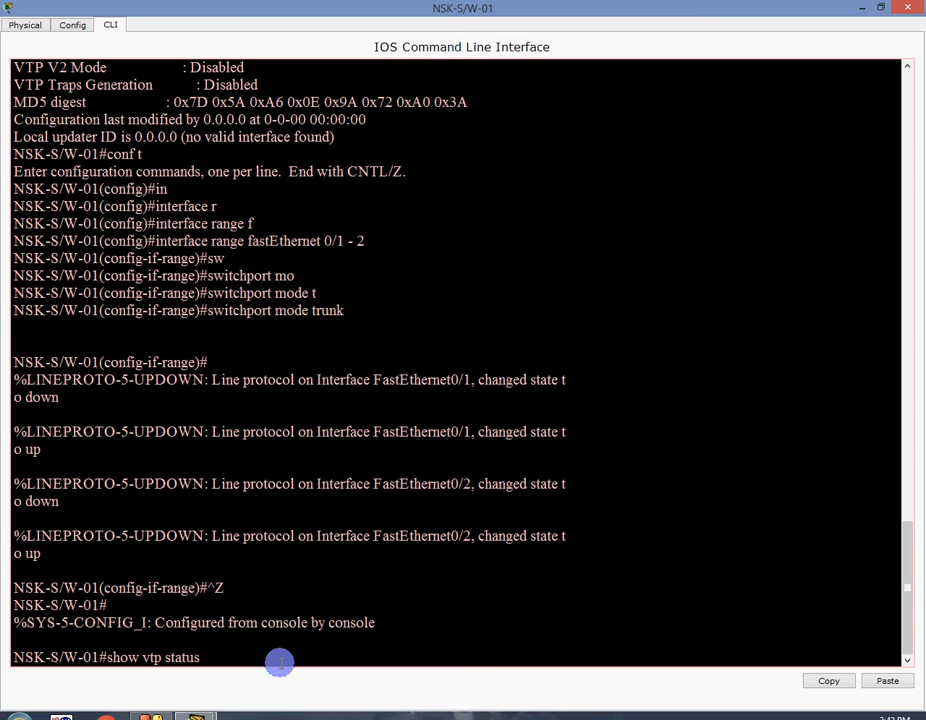 NSK-S/W-01
Physical
Config
CLI
IOS Command Line Interface
VTP V2 Mode : Disabled
VTP Traps Generation : Disabled
MD5 digest : 0x7D 0x5A 0xA6 0x0E 0x9A 0x72 0xA0 0x3A
Configuration last modified by 0.0.0.0 at 0-0-00 00:00:00
Local updater ID is 0.0.0.0 (no valid interface found)
NSK-S/W-01#conf t
Enter configuration commands, one per line. End with CNTL/Z.
NSK-S/W-01(config)#in
NSK-S/W-01(config)#interface r
NSK-S/W-01(config)#interface range f
NSK-S/W-01(config)#interface range fastEthernet 0/1 - 2
NSK-S/W-01(config-if-range)#sw
NSK-S/W-01(config-if-range)#switchport mo
NSK-S/W-01(config-if-range)#switchport mode t
NSK-S/W-01(config-if-range)#switchport mode trunk
NSK-S/W-01(config-if-range)#
%LINEPROTO-5-UPDOWN: Line protocol on Interface FastEthernet0/1, changed state t
o down
%LINEPROTO-5-UPDOWN: Line protocol on Interface FastEthernet0/1, changed state t
o up
%LINEPROTO-5-UPDOWN: Line protocol on Interface FastEthernet0/2, changed state t
o down
%LINEPROTO-5-UPDOWN: Line protocol on Interface FastEthernet0/2, changed state t
o up
NSK-S/W-01(config-if-range)#^Z
NSK-S/W-01#
%SYS-5-CONFIG_I: Configured from console by console
NSK-S/W-01#show vtp status
Copy
Paste